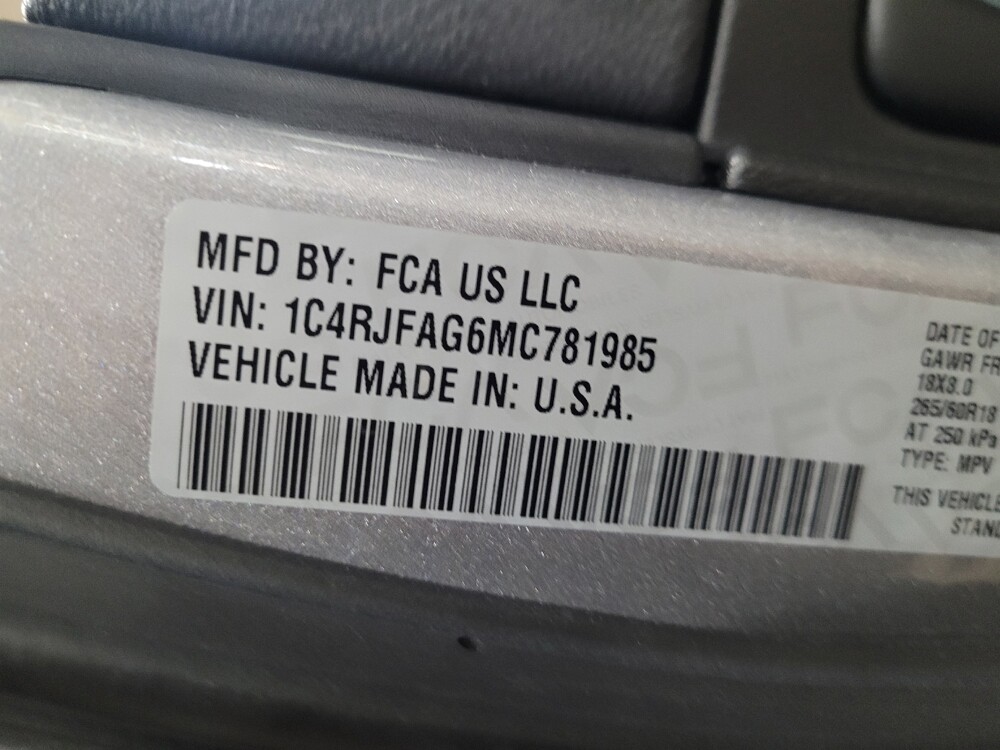 MFD BY: FCA US LLC
VIN: 1C4RJFAG6MC781985
VEHICLE MADE IN: U.S.A.
DATE OF
GAWR FR
18X8.0
265/60R18
AT 250 kPa
TYPE: MPV
THIS VEHICLE
STAN